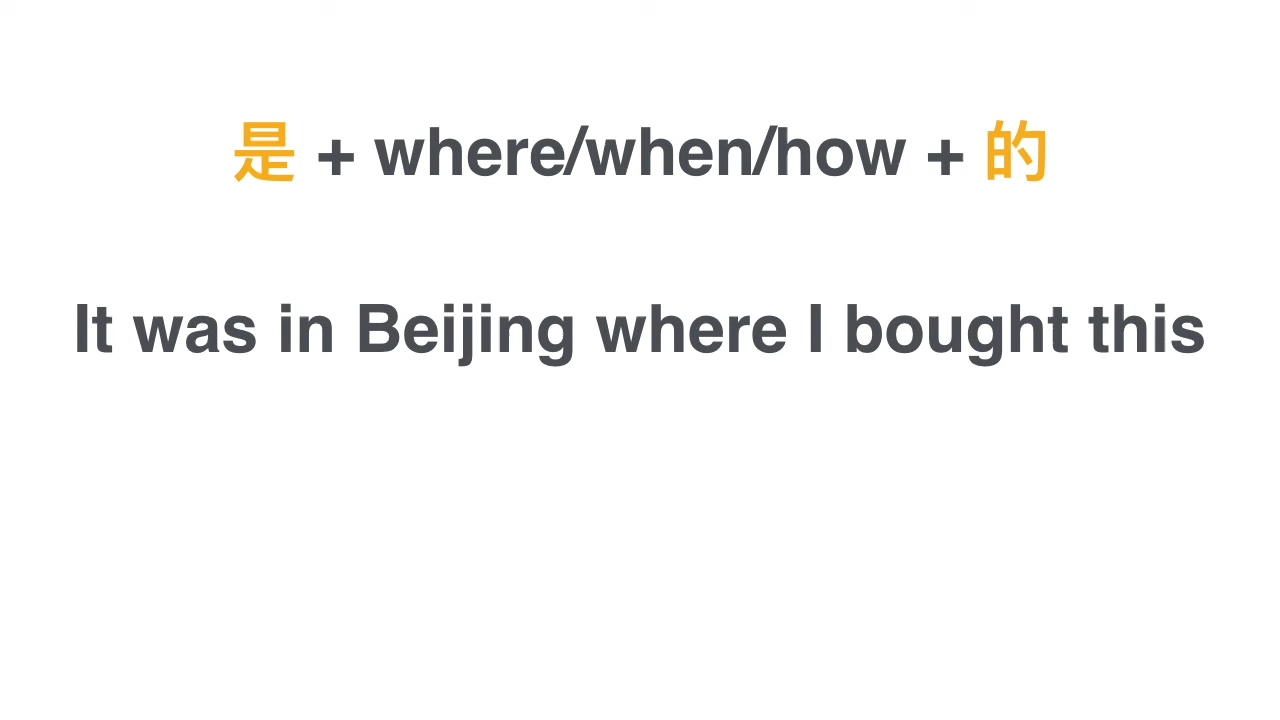 是 + where/when/how + 的
It was in Beijing where I bought this